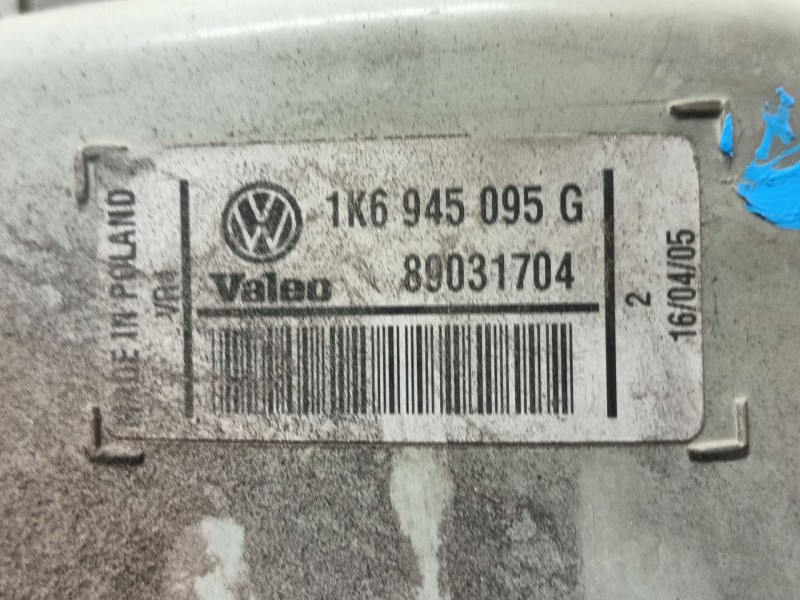 MADE IN POLAND
1K6 945 095 G
Valeo
89031704
2
16/04/05